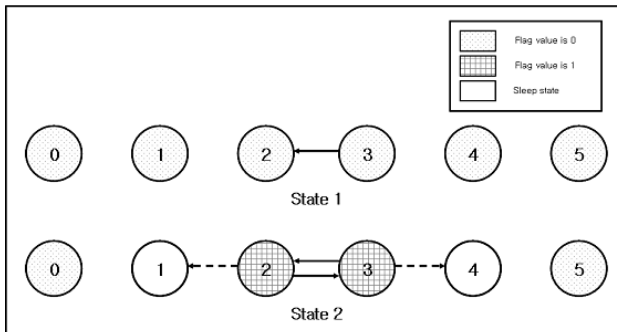 Flag value is 0
Flag value is 1
Sleep state
0 1 2 3 4 5
State 1
0 1 2 3 4 5
State 2